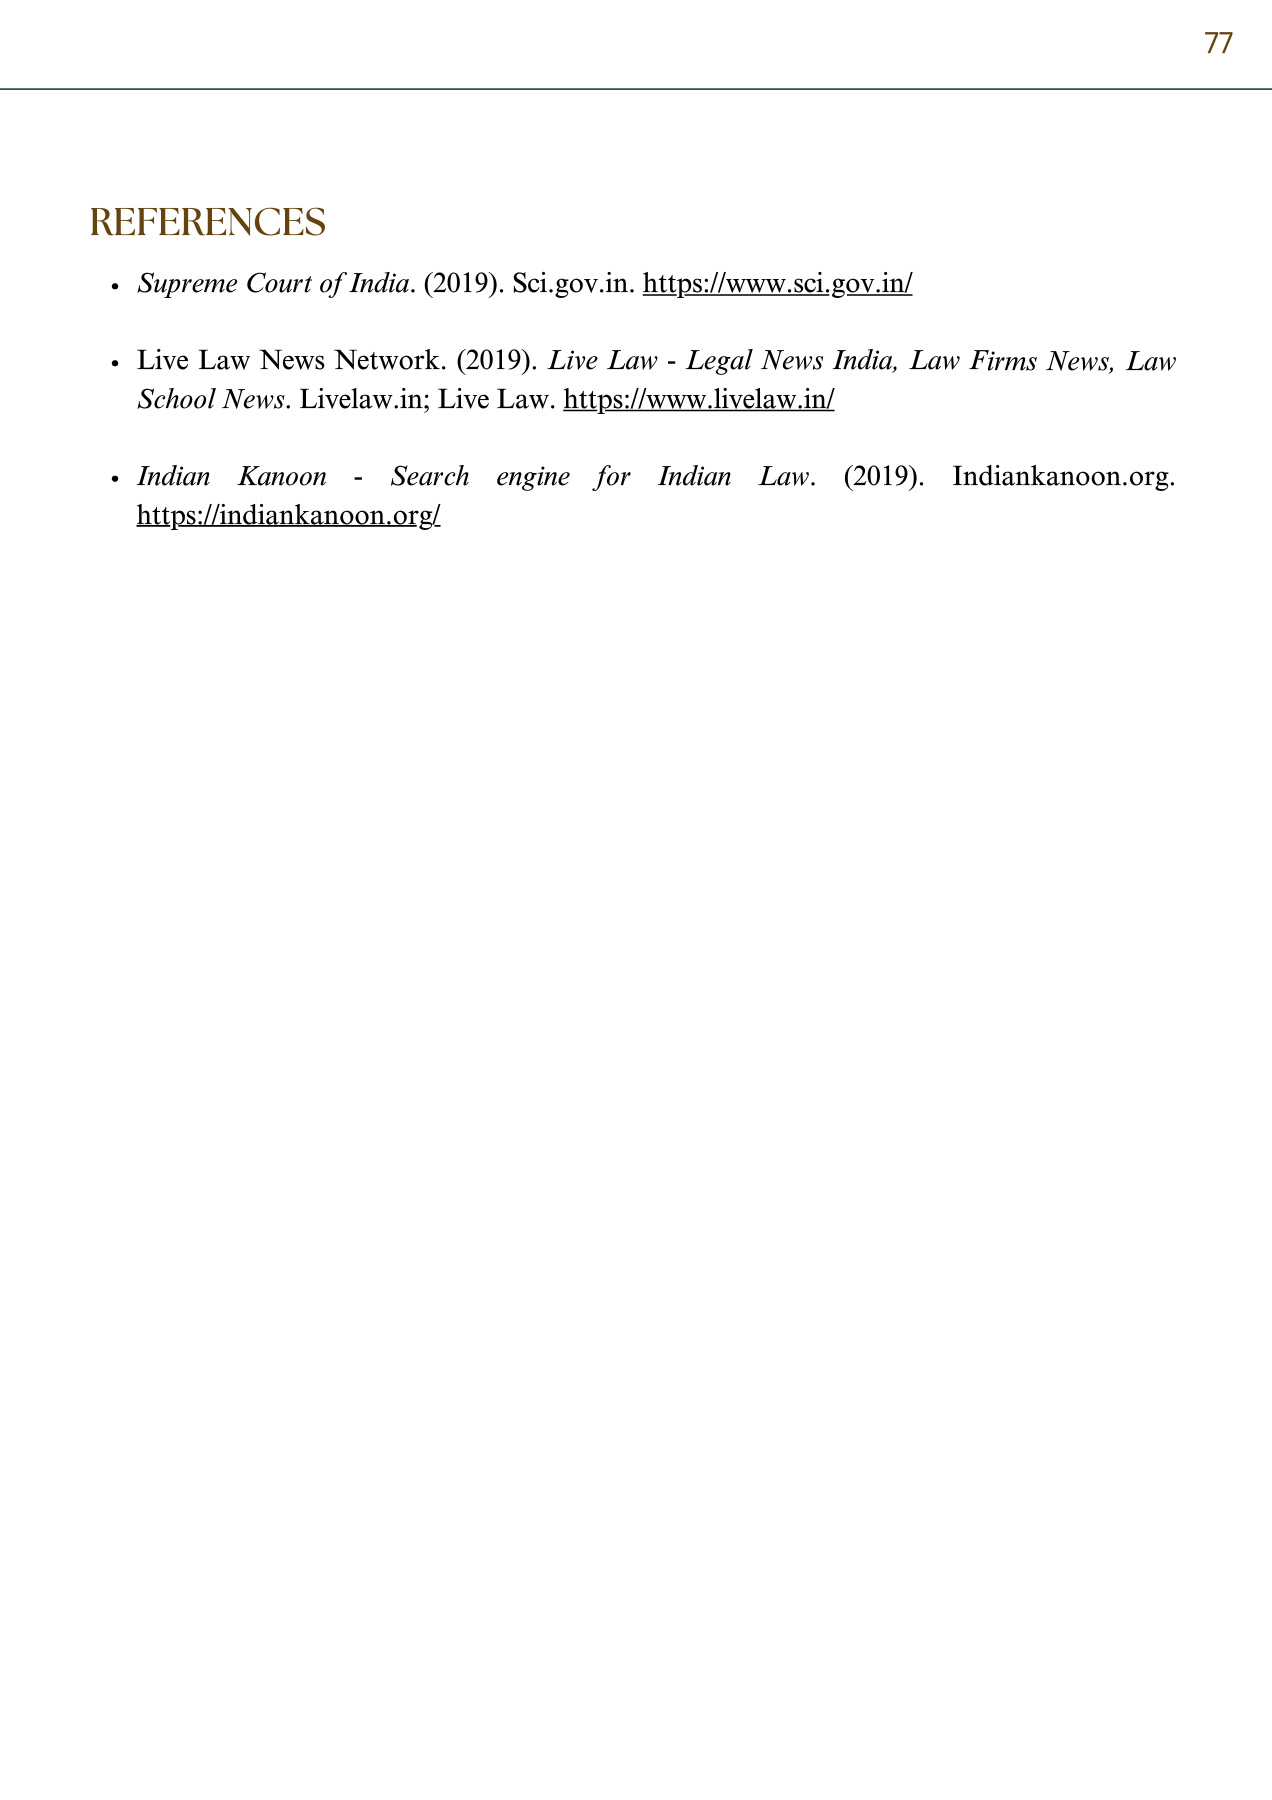 77
REFERENCES
• Supreme Court of India. (2019). Sci.gov.in. https://www.sci.gov.in/
• Live Law News Network. (2019). Live Law - Legal News India, Law Firms News, Law
School News. Livelaw.in; Live Law. https://www.livelaw.in/
• Indian Kanoon - Search engine for Indian Law. (2019). Indiankanoon.org.
https://indiankanoon.org/